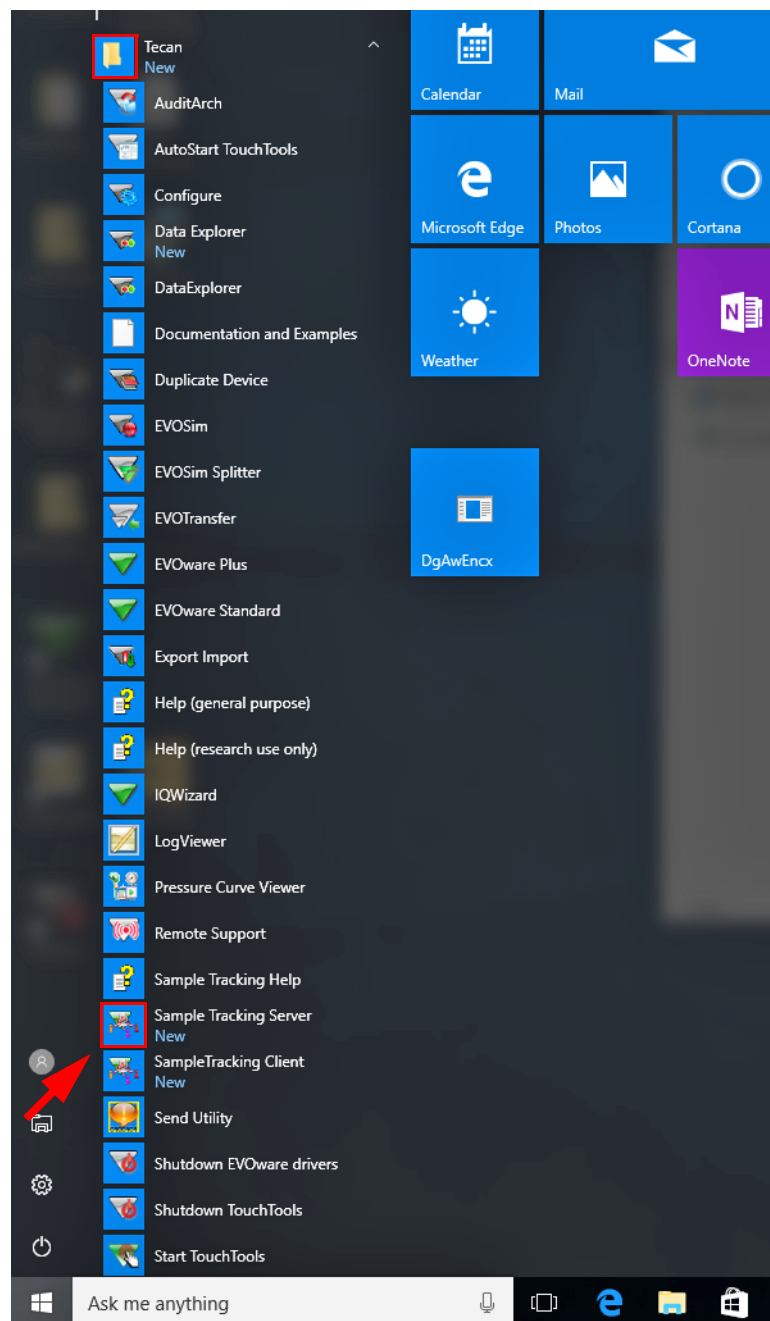 Tecan
New
AuditArch
AutoStart TouchTools
Configure
Data Explorer
New
DataExplorer
Documentation and Examples
Duplicate Device
EVOSim
EVOSim Splitter
EVOTransfer
EVOware Plus
EVOware Standard
Export Import
Help (general purpose)
Help (research use only)
IQWizard
LogViewer
Pressure Curve Viewer
Remote Support
Sample Tracking Help
Sample Tracking Server
New
SampleTracking Client
New
Send Utility
Shutdown EVOware drivers
Shutdown TouchTools
Start TouchTools
Calendar
Mail
Microsoft Edge
Photos
Cortana
Weather
OneNote
DgAwEncx
Ask me anything